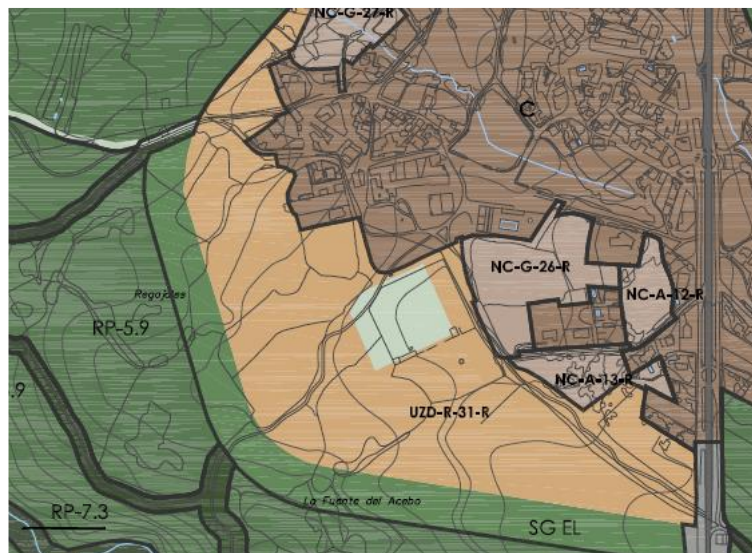 NC-G-27-R
C
NC-G-26-R
NC-A-12-R
Regajales
RP-5.9
.9
NC-A-13-R
UZD-R-31-R
La Fuente del Acebo
RP-7.3
SG EL